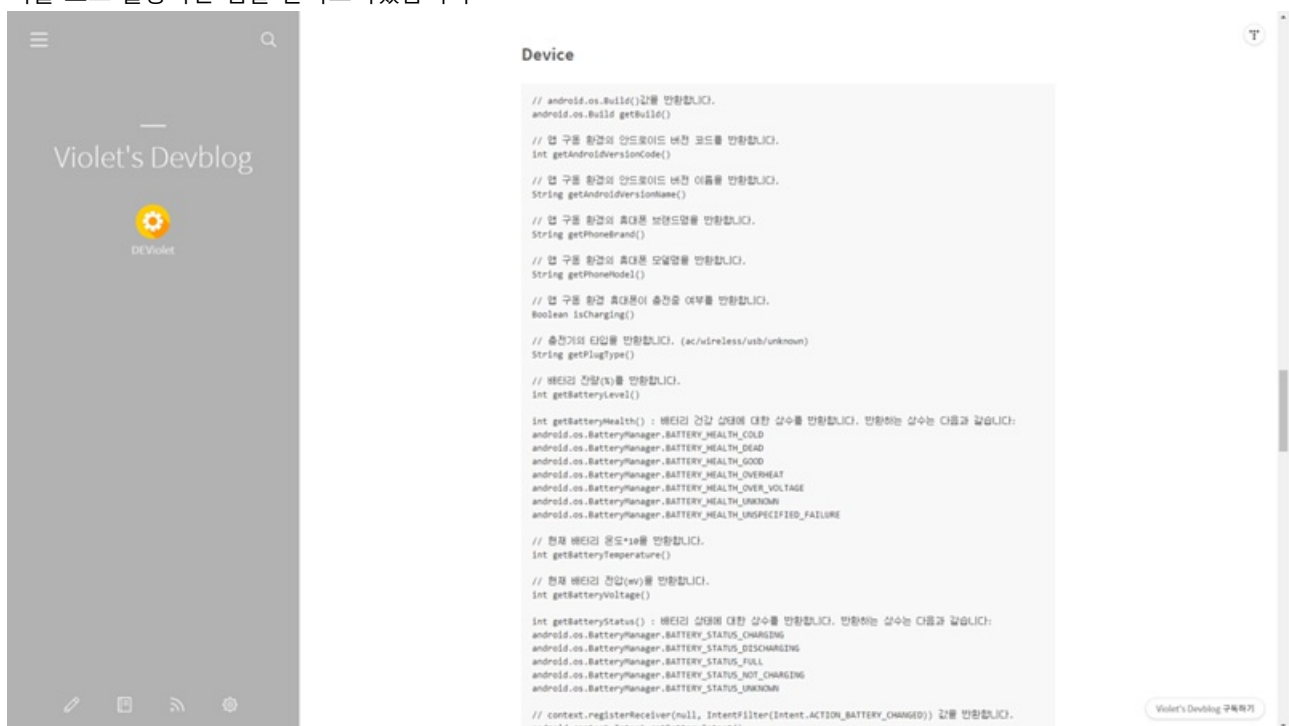 Violet's Devblog
DEViolet
T
Device
// android.os.Build()값을 반환합니다.
android.os.Build getBuild()
// 앱 구동 환경의 안드로이드 버전 코드를 반환합니다.
int getAndroidVersionCode()
// 앱 구동 환경의 안드로이드 버전 이름을 반환합니다.
String getAndroidVersionName()
// 앱 구동 환경의 휴대폰 브랜드명을 반환합니다.
String getPhoneBrand()
// 앱 구동 환경의 휴대폰 모델명을 반환합니다.
String getPhoneModel()
// 앱 구동 환경 휴대폰이 충전중 여부를 반환합니다.
Boolean isCharging()
// 충전기의 타입을 반환합니다. (ac/wireless/usb/unknown)
String getPlugType()
// 배터리 잔량(%)를 반환합니다.
int getBatteryLevel()
int getBatteryHealth() : 배터리 건강 상태에 대한 상수를 반환합니다. 반환하는 상수는 다음과 같습니다:
android.os.BatteryManager.BATTERY_HEALTH_COLD
android.os.BatteryManager.BATTERY_HEALTH_DEAD
android.os.BatteryManager.BATTERY_HEALTH_GOOD
android.os.BatteryManager.BATTERY_HEALTH_OVERHEAT
android.os.BatteryManager.BATTERY_HEALTH_OVER_VOLTAGE
android.os.BatteryManager.BATTERY_HEALTH_UNKNOWN
android.os.BatteryManager.BATTERY_HEALTH_UNSPECIFIED_FAILURE
// 현재 배터리 온도*10을 반환합니다.
int getBatteryTemperature()
// 현재 배터리 전압(mV)을 반환합니다.
int getBatteryVoltage()
int getBatteryStatus() : 배터리 상태에 대한 상수를 반환합니다. 반환하는 상수는 다음과 같습니다:
android.os.BatteryManager.BATTERY_STATUS_CHARGING
android.os.BatteryManager.BATTERY_STATUS_DISCHARGING
android.os.BatteryManager.BATTERY_STATUS_FULL
android.os.BatteryManager.BATTERY_STATUS_NOT_CHARGING
android.os.BatteryManager.BATTERY_STATUS_UNKNOWN
// context.registerReceiver(null, IntentFilter(Intent.ACTION_BATTERY_CHANGED)) 값을 반환합니다.
Violet's Devblog 구독하기